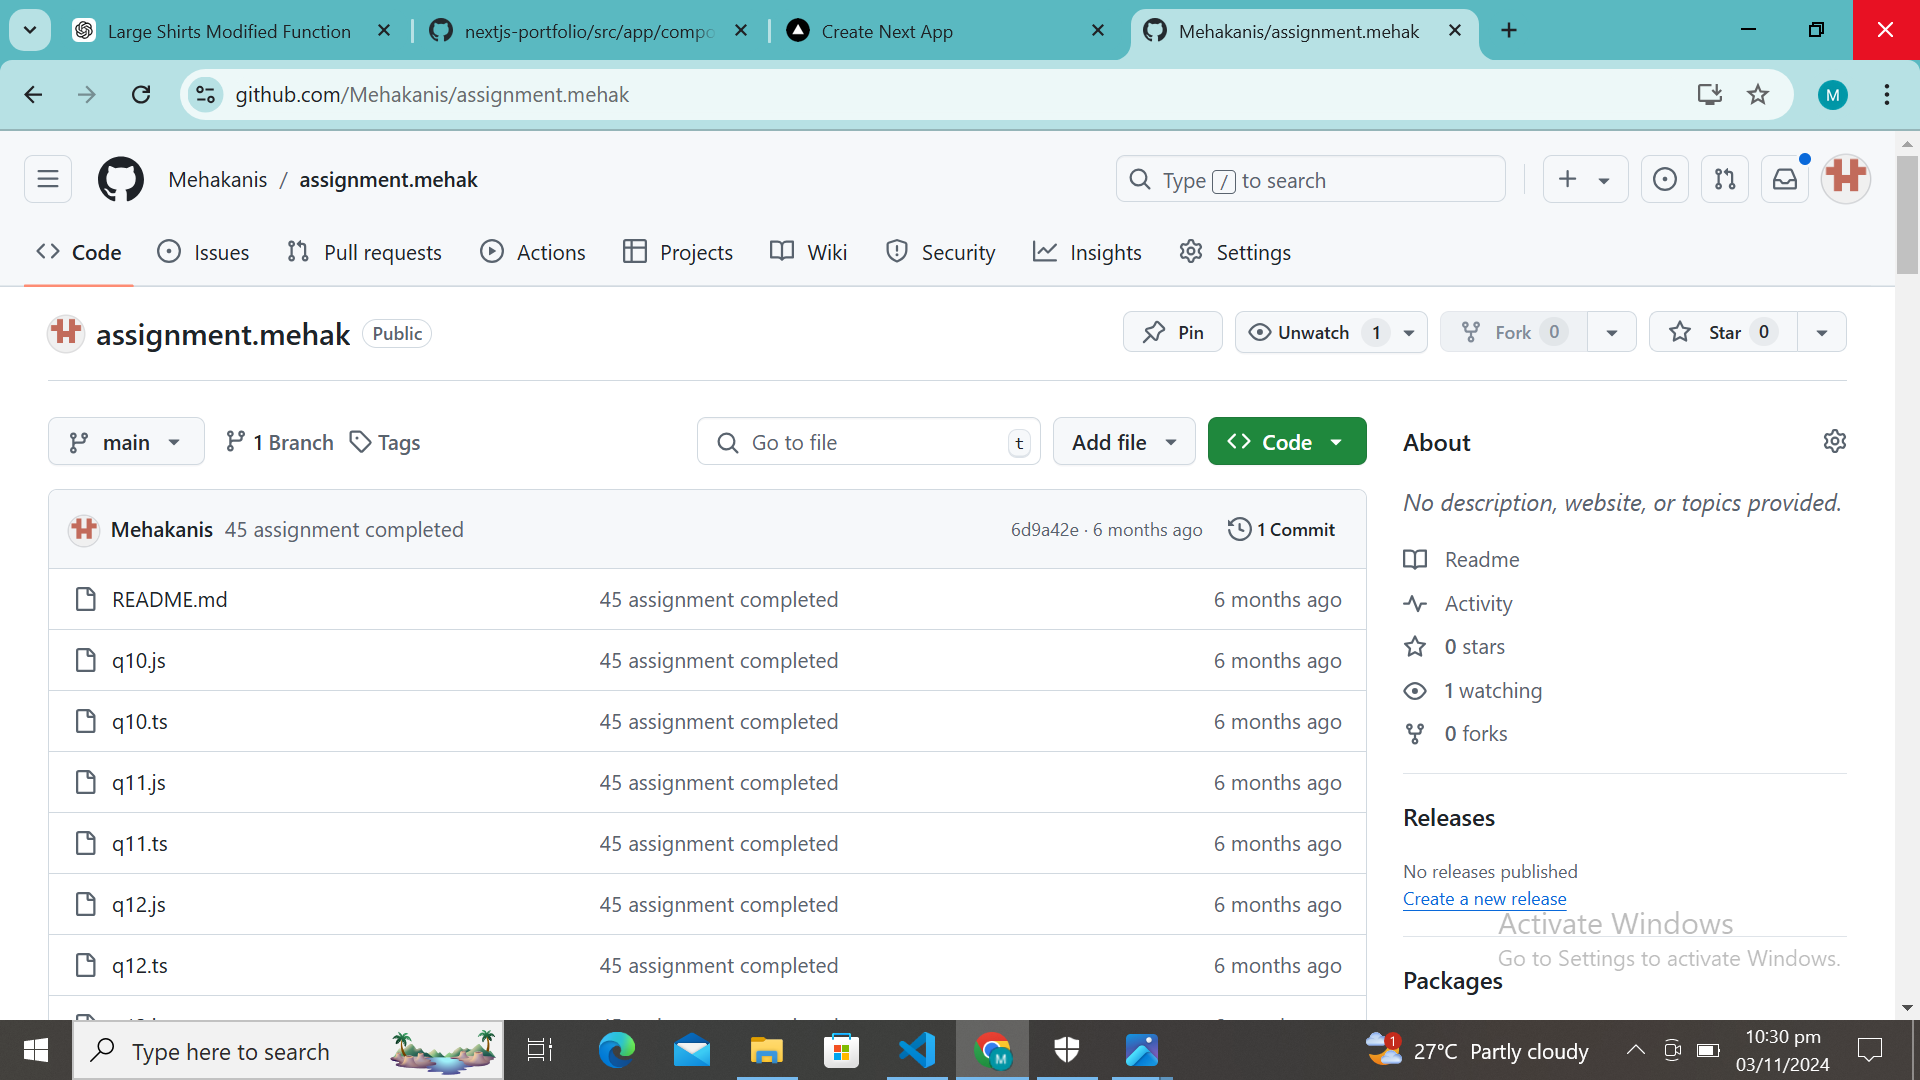 Large Shirts Modified Function
nextjs-portfolio/src/app/compo
Create Next App
Mehakanis/assignment.mehak
github.com/Mehakanis/assignment.mehak
M
Mehakanis / assignment.mehak
Type / to search
Code Issues Pull requests Actions Projects Wiki Security Insights Settings
assignment.mehak Public
Pin Unwatch 1 Fork 0 Star 0
main 1 Branch Tags Go to file t Add file Code
Mehakanis 45 assignment completed 6d9a42e · 6 months ago 1 Commit
README.md 45 assignment completed 6 months ago
q10.js 45 assignment completed 6 months ago
q10.ts 45 assignment completed 6 months ago
q11.js 45 assignment completed 6 months ago
q11.ts 45 assignment completed 6 months ago
q12.js 45 assignment completed 6 months ago
q12.ts 45 assignment completed 6 months ago
About
No description, website, or topics provided.
Readme
Activity
0 stars
1 watching
0 forks
Releases
No releases published
Create a new release
Packages
Activate Windows
Go to Settings to activate Windows.
Type here to search
M
1
27°C Partly cloudy
10:30 pm
03/11/2024